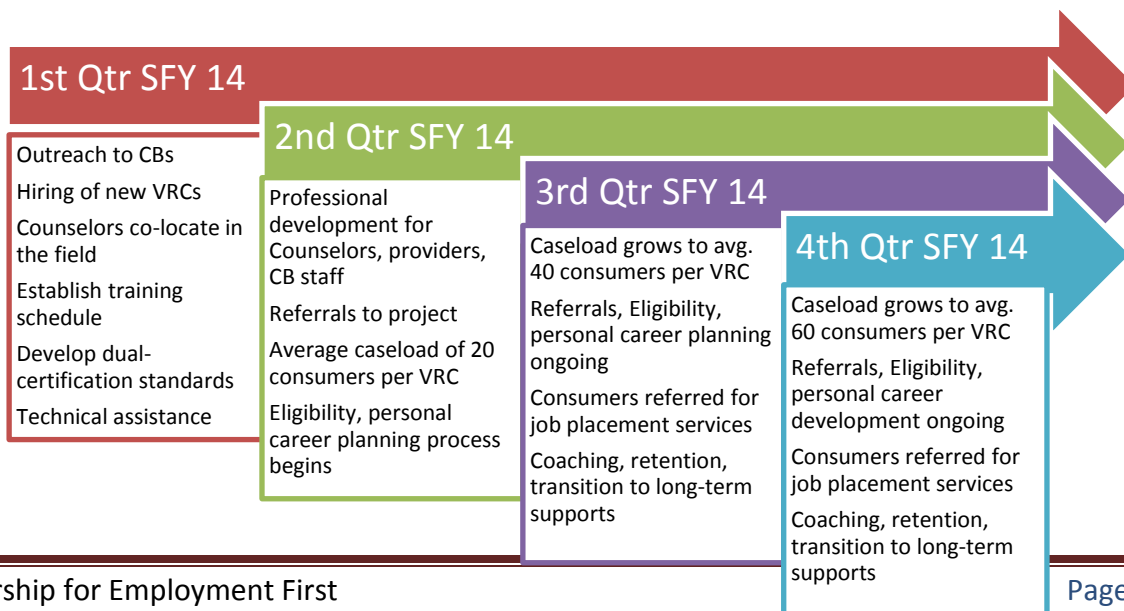 1st Qtr SFY 14
Outreach to CBs
Hiring of new VRCs
Counselors co-locate in
the field
Establish training
schedule
Develop dual-
certification standards
Technical assistance
2nd Qtr SFY 14
Professional
development for
Counselors, providers,
CB staff
Referrals to project
Average caseload of 20
consumers per VRC
Eligibility, personal
career planning process
begins
3rd Qtr SFY 14
Caseload grows to avg.
40 consumers per VRC
Referrals, Eligibility,
personal career planning
ongoing
Consumers referred for
job placement services
Coaching, retention,
transition to long-term
supports
4th Qtr SFY 14
Caseload grows to avg.
60 consumers per VRC
Referrals, Eligibility,
personal career
development ongoing
Consumers referred for
job placement services
Coaching, retention,
transition to long-term
supports
rship for Employment First
Page